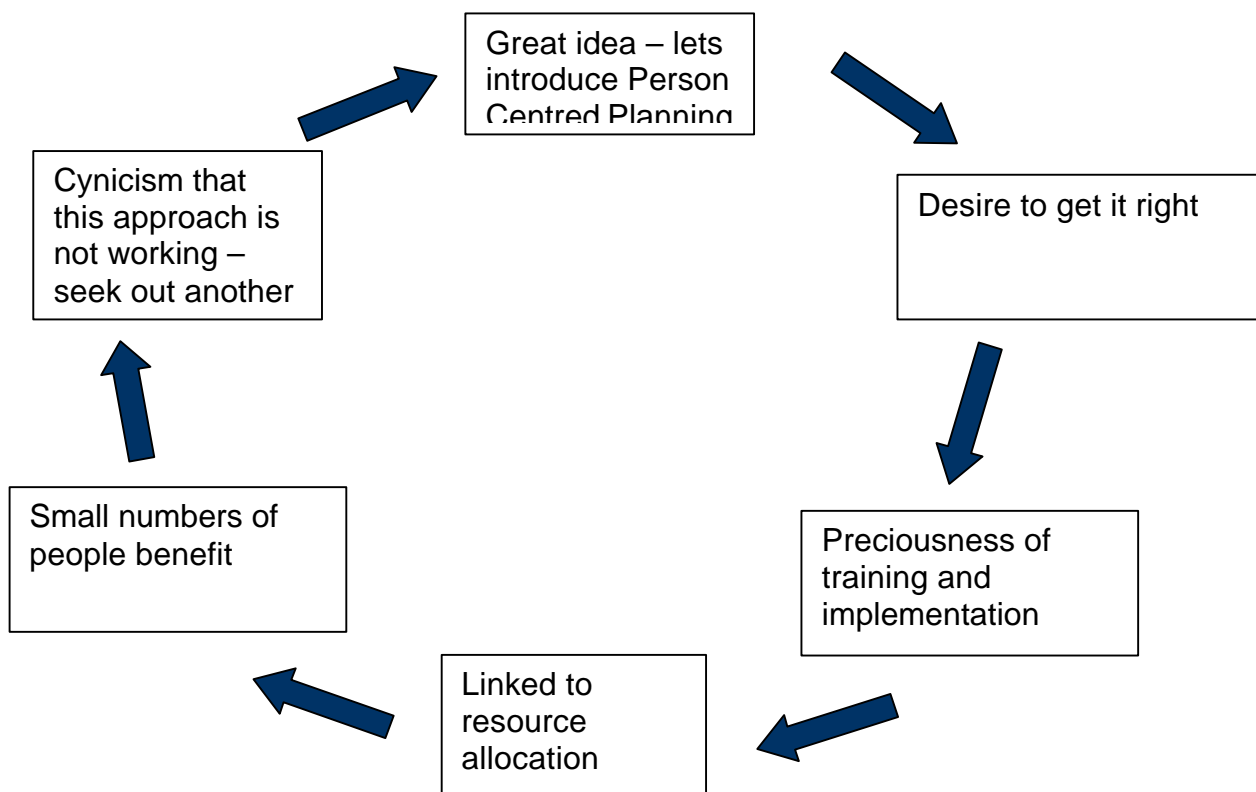 Great idea – lets
introduce Person
Centred Planning
Desire to get it right
Preciousness of
training and
implementation
Linked to
resource
allocation
Small numbers of
people benefit
Cynicism that
this approach is
not working –
seek out another